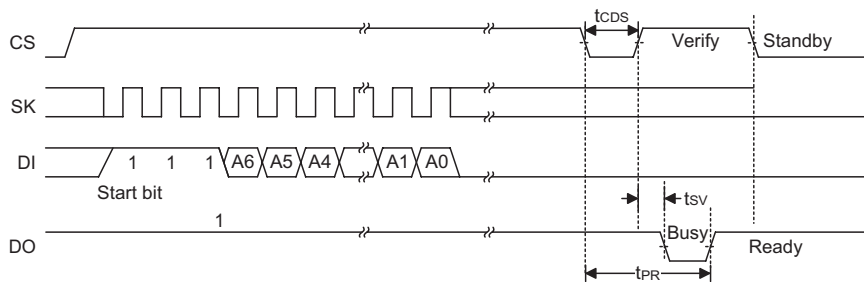 tCDS
CS Verify Standby
SK
DI 1 1 1 A6 A5 A4 A1 A0
Start bit
tSV
1
DO Busy Ready
tPR